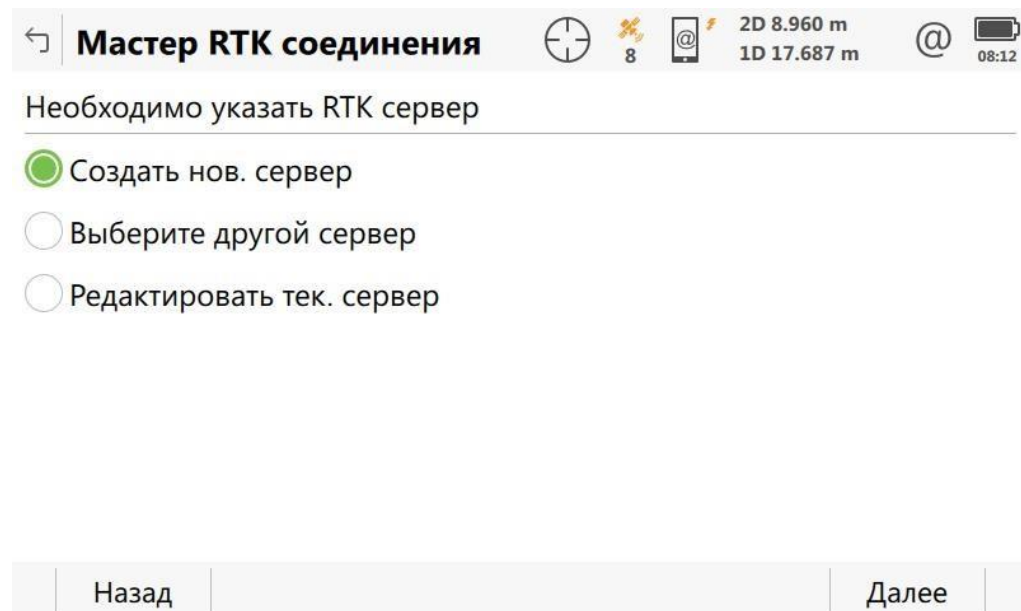 Мастер RTK соединения
8
@
2D 8.960 m
1D 17.687 m
@
08:12
Необходимо указать RTK сервер
Создать нов. сервер
Выберите другой сервер
Редактировать тек. сервер
Назад
Далее